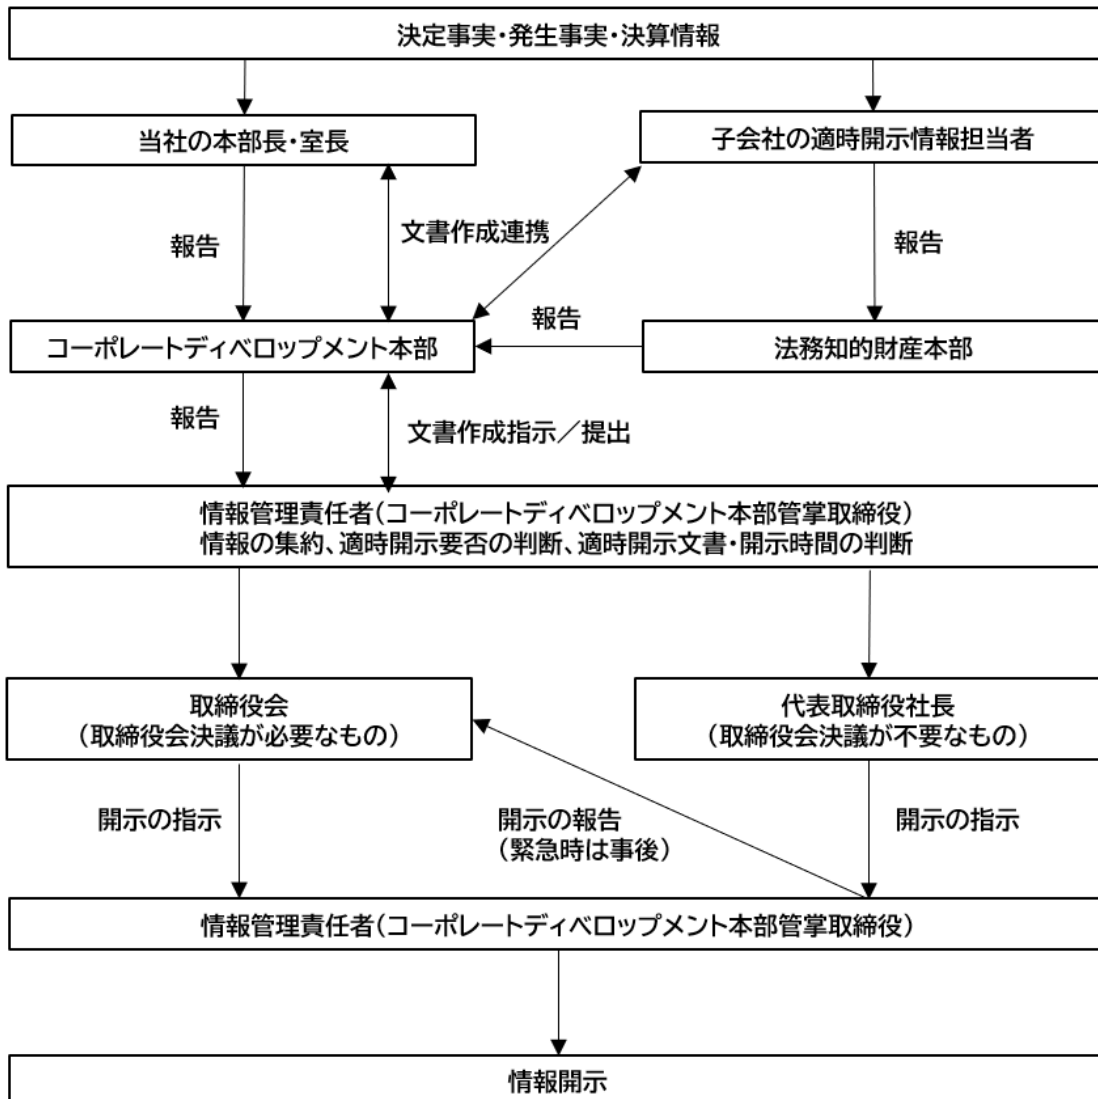 決定事実・発生事実・決算情報
当社の本部長・室長
子会社の適時開示情報担当者
報告
文書作成連携
報告
報告
コーポレートディベロップメント本部
法務知的財産本部
報告
文書作成指示／提出
情報管理責任者（コーポレートディベロップメント本部管掌取締役）
情報の集約、適時開示要否の判断、適時開示文書・開示時間の判断
取締役会
（取締役会決議が必要なもの）
代表取締役社長
（取締役会決議が不要なもの）
開示の指示
開示の報告
（緊急時は事後）
開示の指示
情報管理責任者（コーポレートディベロップメント本部管掌取締役）
情報開示